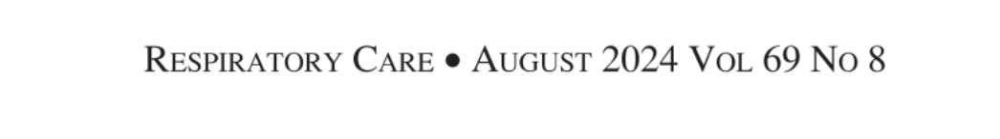 Respiratory Care • August 2024 Vol 69 No 8